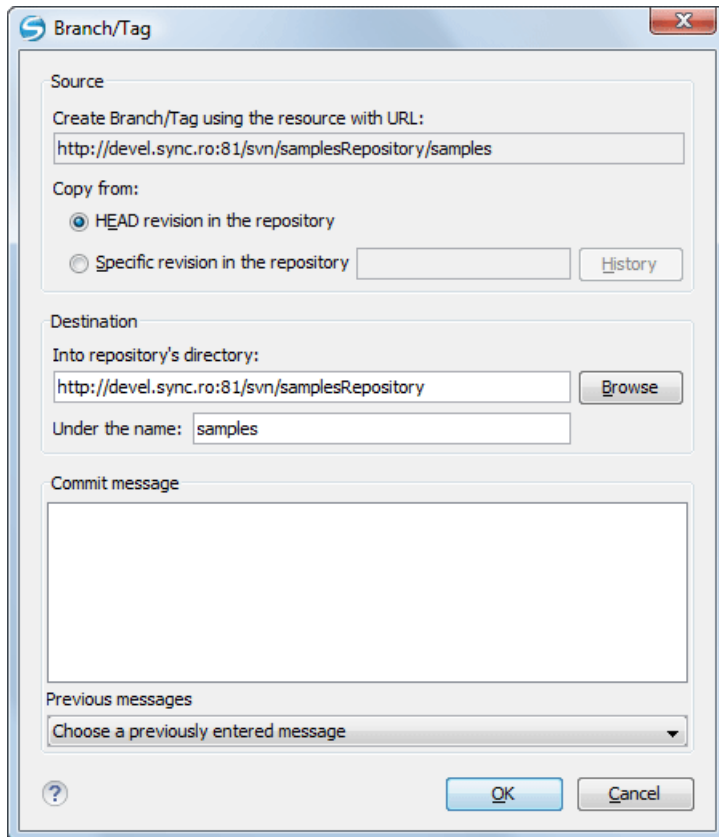 Branch/Tag
Source
Create Branch/Tag using the resource with URL:
http://devel.sync.ro:81/svn/samplesRepository/samples
Copy from:
HEAD revision in the repository
Specific revision in the repository History
Destination
Into repository's directory:
http://devel.sync.ro:81/svn/samplesRepository Browse
Under the name: samples
Commit message
Previous messages
Choose a previously entered message
? OK Cancel